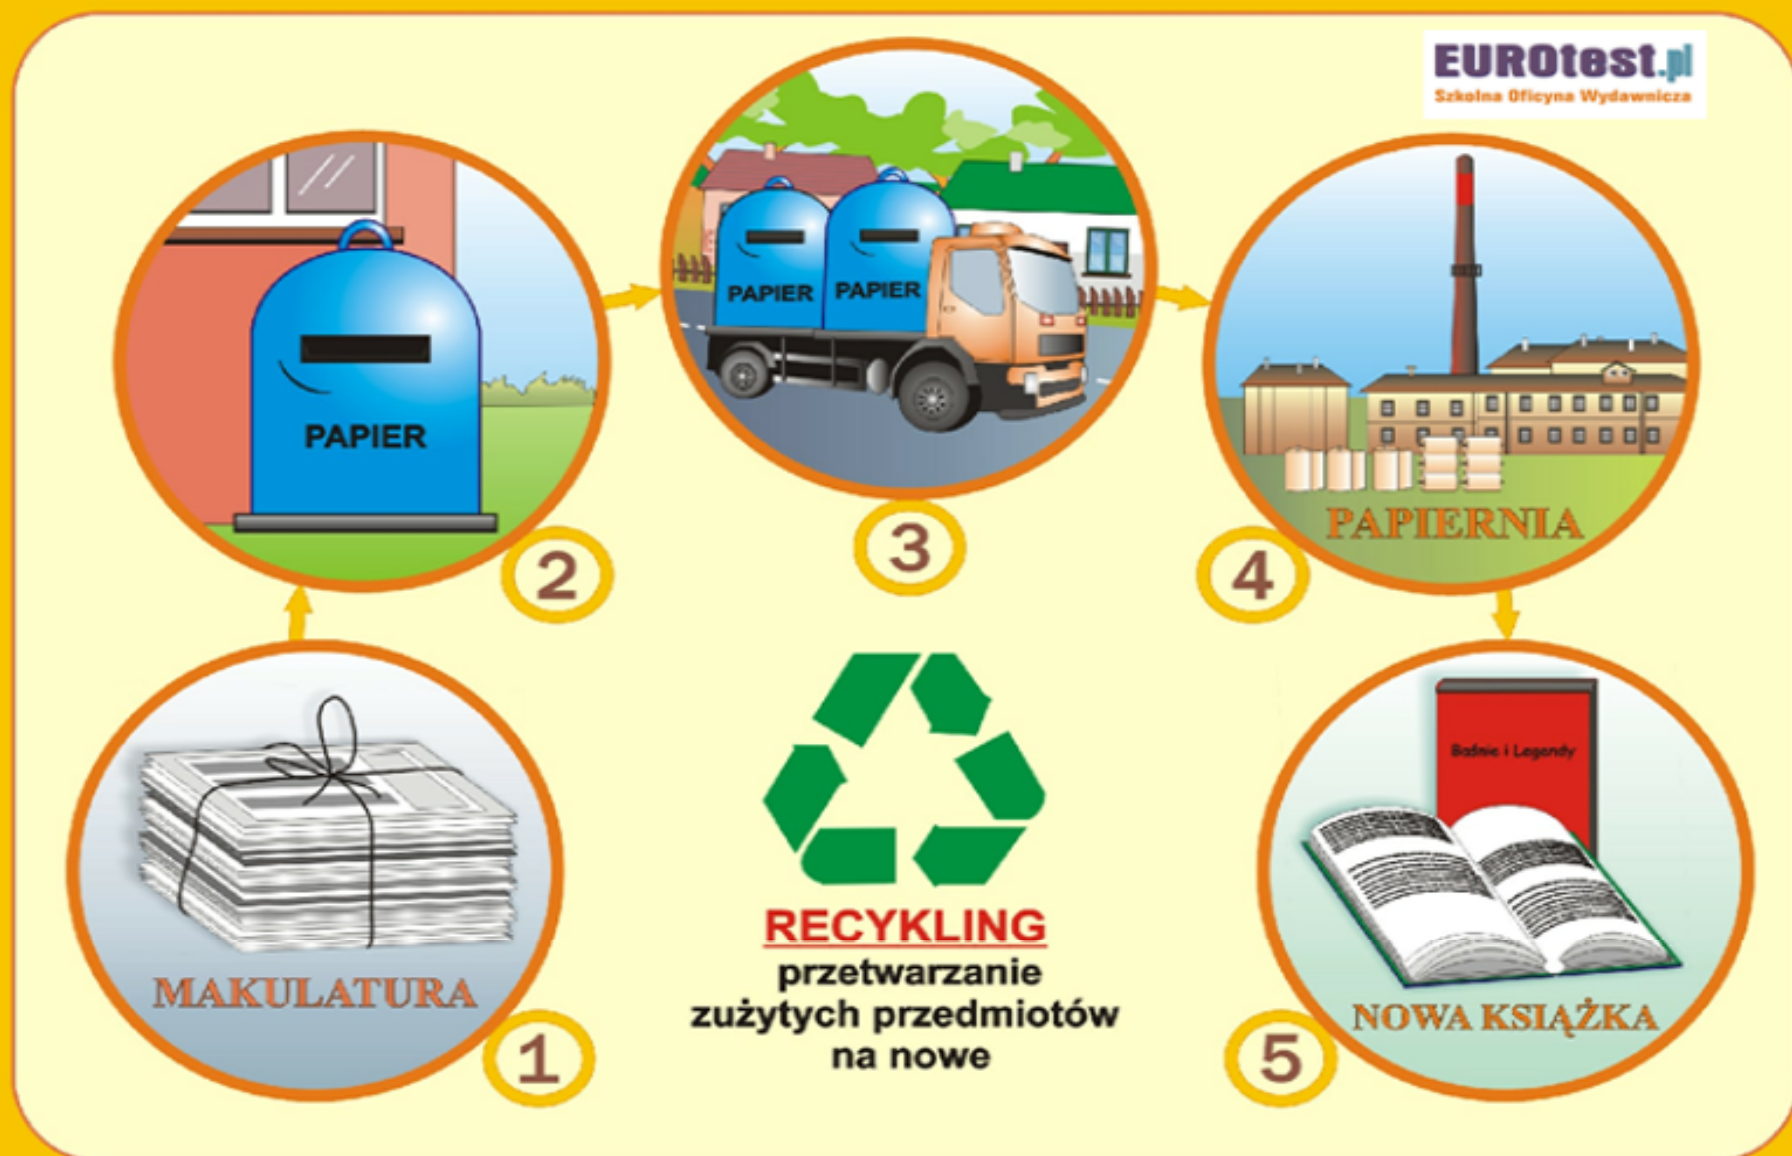 EUROtest.pl
Szkolna Oficyna Wydawnicza
MAKULATURA
1
PAPIER
2
PAPIER PAPIER
3
PAPIERNIA
4
Baśnie i Legendy
NOWA KSIĄŻKA
5
RECYKLING
przetwarzanie
zużytych przedmiotów
na nowe